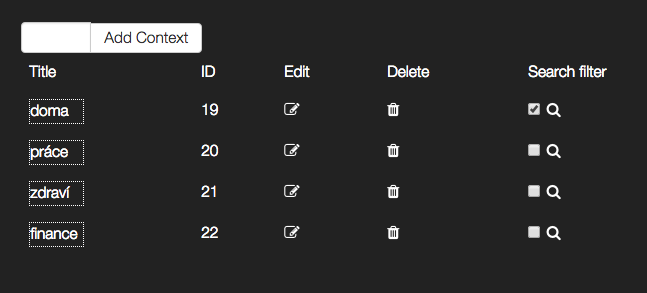 Add Context
Title ID Edit Delete Search filter
doma 19
práce 20
zdraví 21
finance 22